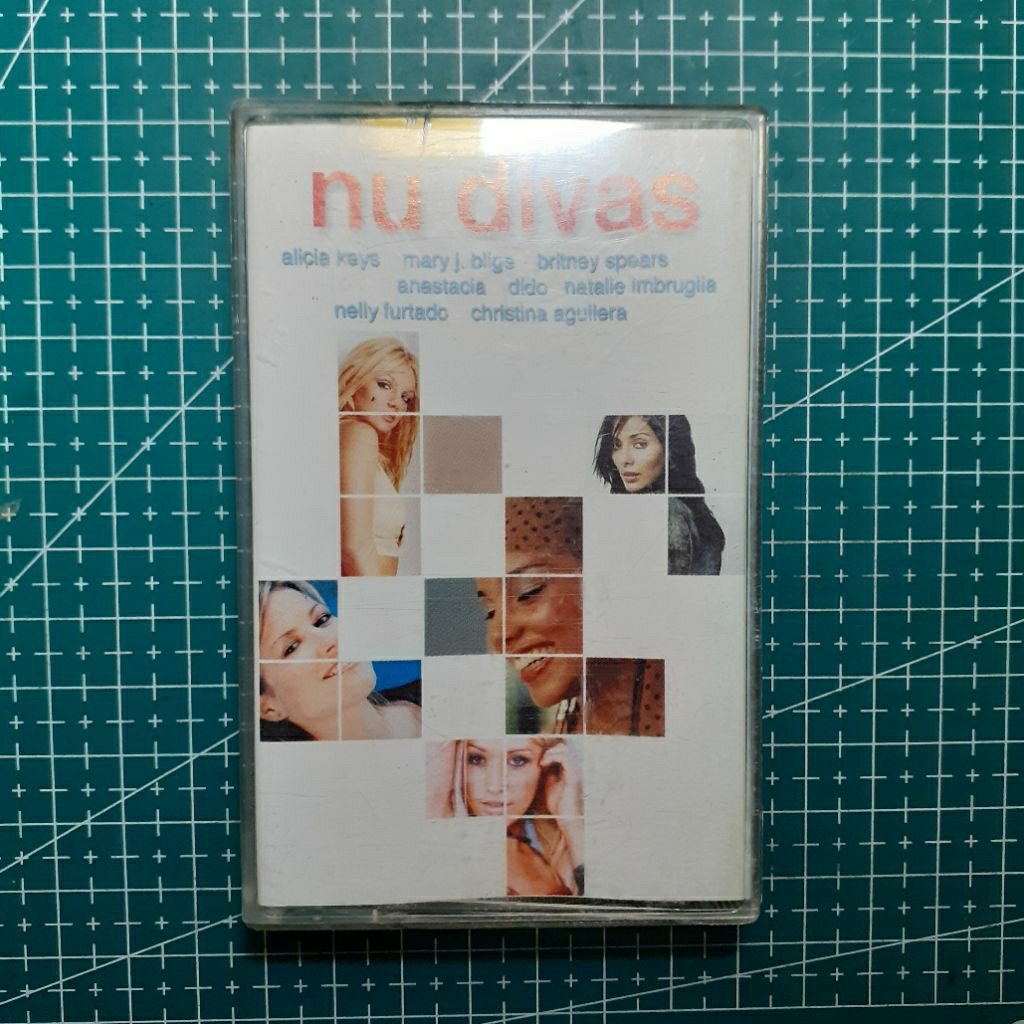 nu divas
alicia keys mary j. blige britney spears
anastacia dido natalie imbruglia
nelly furtado christina aguilera